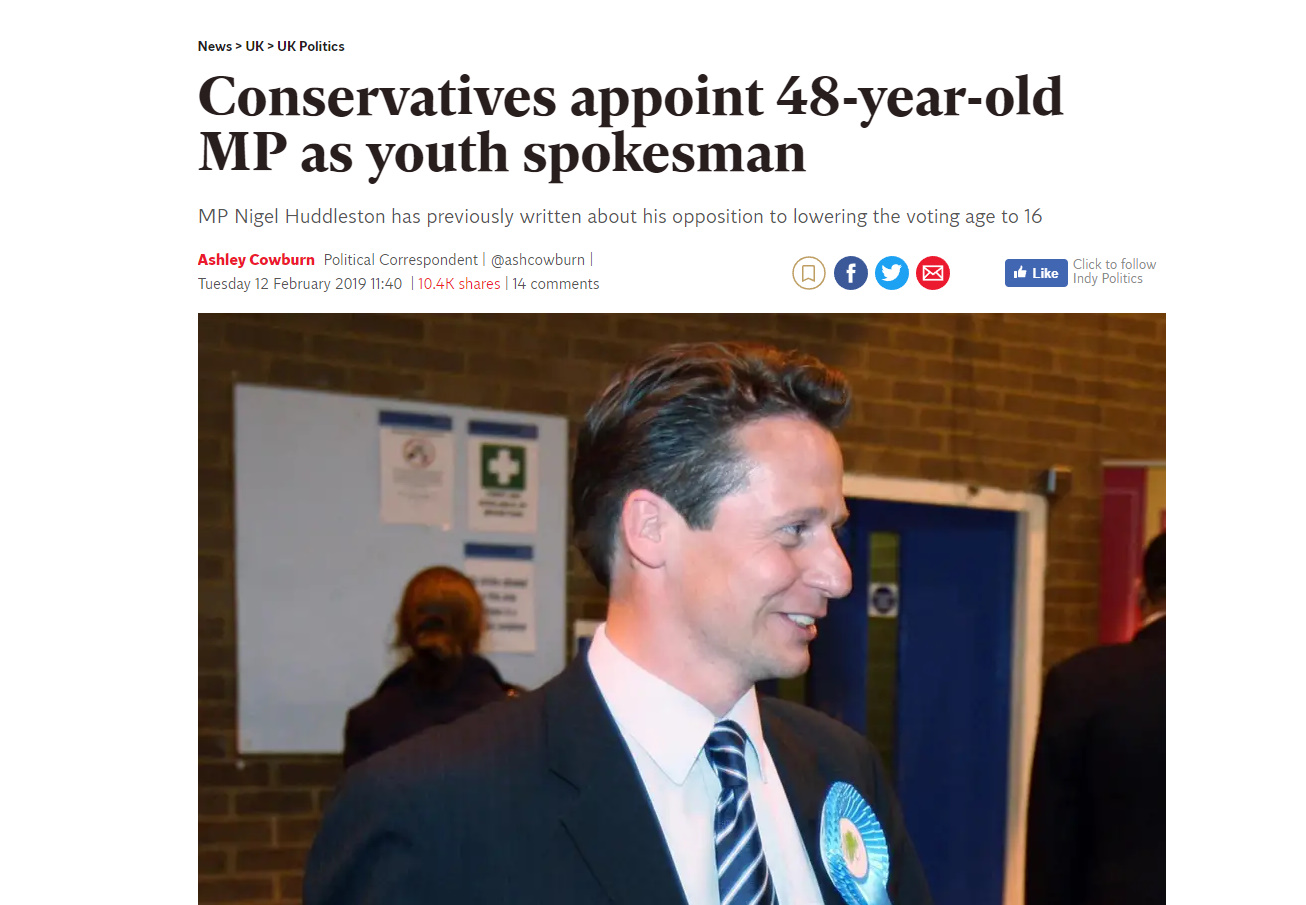 News > UK > UK Politics
Conservatives appoint 48-year-old
MP as youth spokesman
MP Nigel Huddleston has previously written about his opposition to lowering the voting age to 16
Ashley Cowburn Political Correspondent | @ashcowburn |
Tuesday 12 February 2019 11:40 | 10.4K shares | 14 comments
Like
Click to follow
Indy Politics